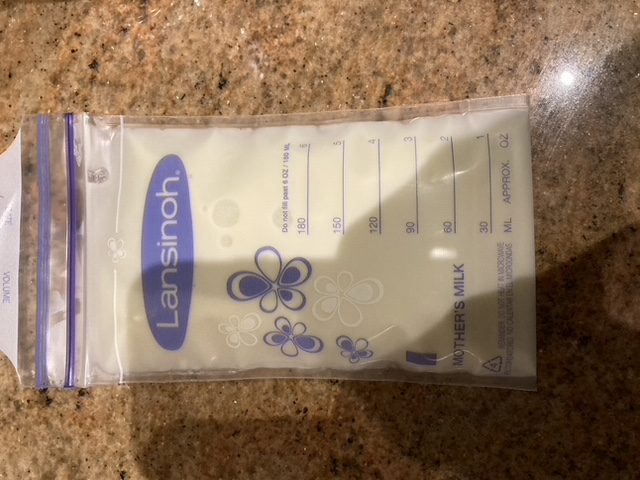 Lansinoh®
Do not fill past 6 OZ / 180 ML
180 6
150 5
120 4
90 3
60 2
30 1
ML APPROX. OZ
MOTHER'S MILK
VOLUME